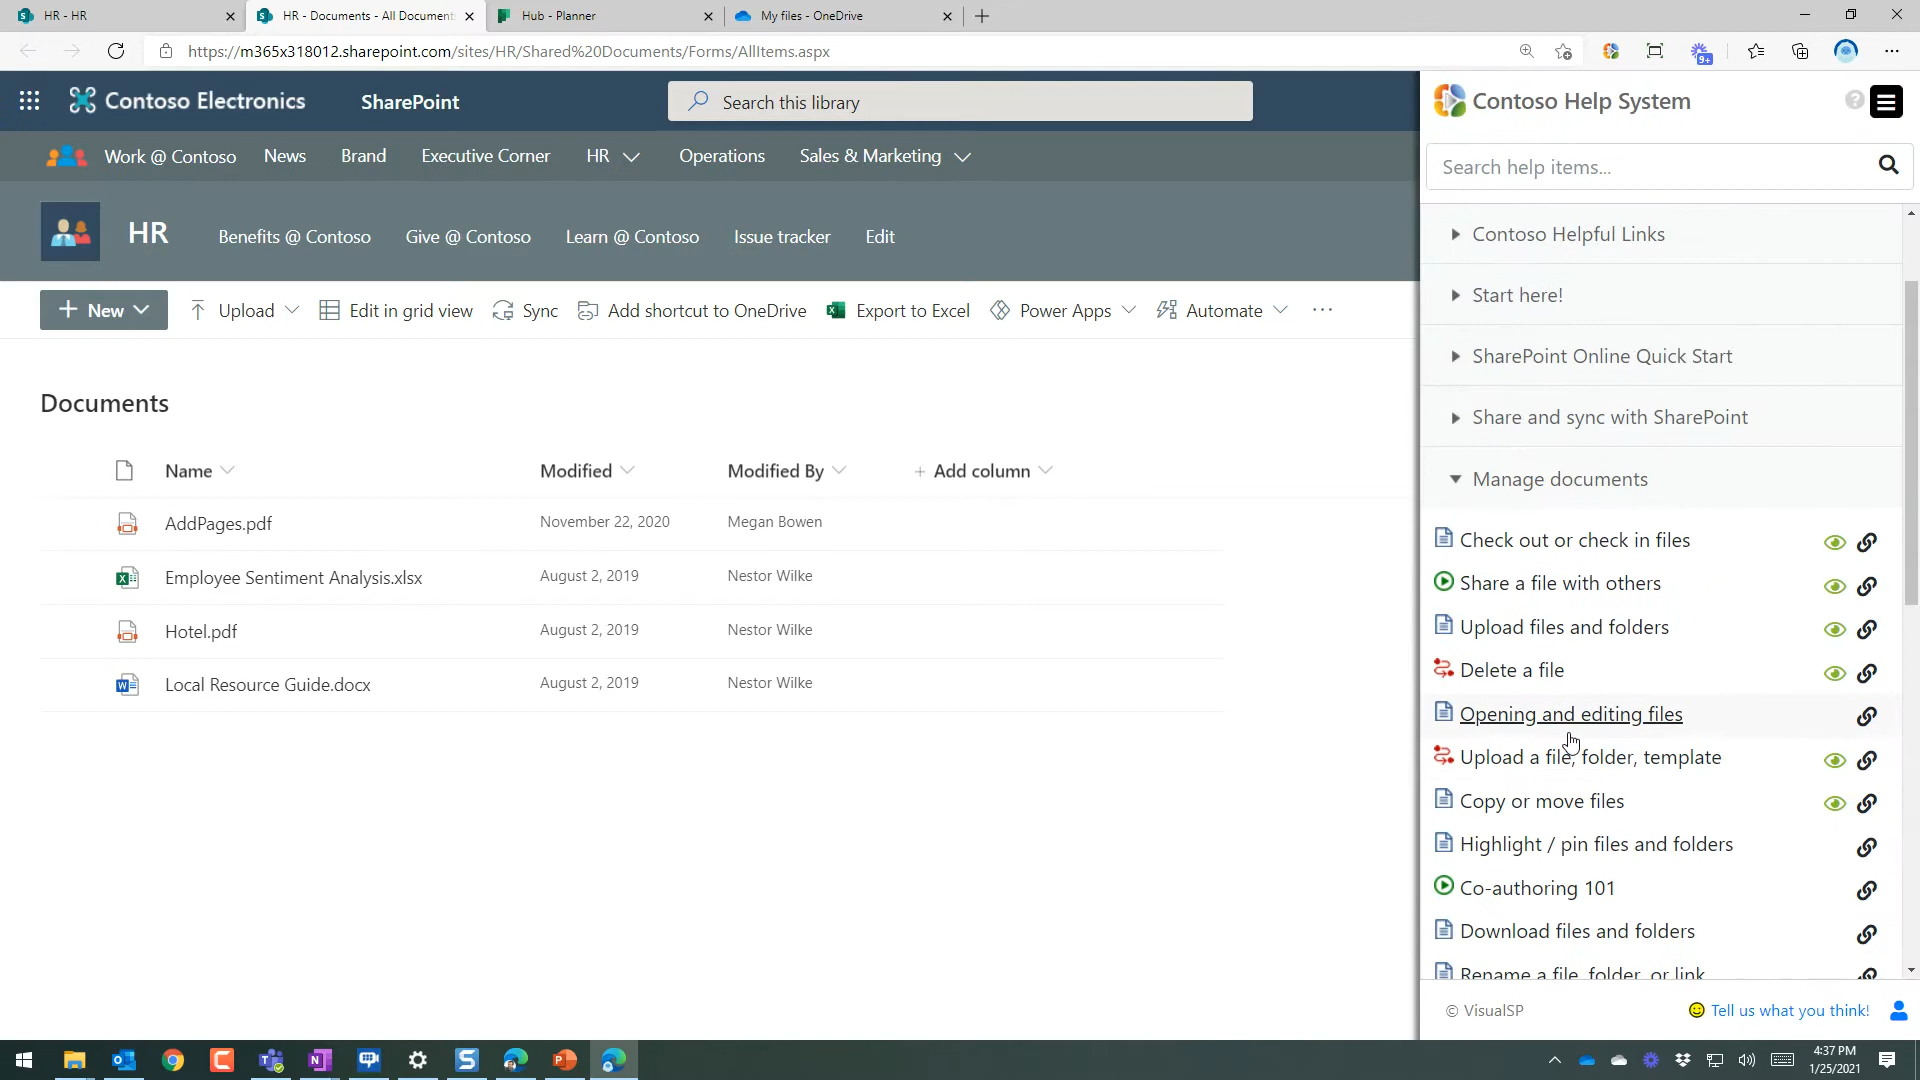 HR - HR
HR - Documents - All Document
Hub - Planner
My files - OneDrive
https://m365x318012.sharepoint.com/sites/HR/Shared%20Documents/Forms/AllItems.aspx
9+
Contoso Electronics
SharePoint
Search this library
Work @ Contoso
News
Brand
Executive Corner
HR
Operations
Sales & Marketing
HR
Benefits @ Contoso
Give @ Contoso
Learn @ Contoso
Issue tracker
Edit
+ New
Upload
Edit in grid view
Sync
Add shortcut to OneDrive
Export to Excel
Power Apps
Automate
...
Documents
Name
Modified
Modified By
+ Add column
AddPages.pdf
November 22, 2020
Megan Bowen
Employee Sentiment Analysis.xlsx
August 2, 2019
Nestor Wilke
Hotel.pdf
August 2, 2019
Nestor Wilke
Local Resource Guide.docx
August 2, 2019
Nestor Wilke
Contoso Help System
Search help items...
Contoso Helpful Links
Start here!
SharePoint Online Quick Start
Share and sync with SharePoint
Manage documents
Check out or check in files
Share a file with others
Upload files and folders
Delete a file
Opening and editing files
Upload a file, folder, template
Copy or move files
Highlight / pin files and folders
Co-authoring 101
Download files and folders
Rename a file, folder, or link
© VisualSP
Tell us what you think!
4:37 PM
1/25/2021